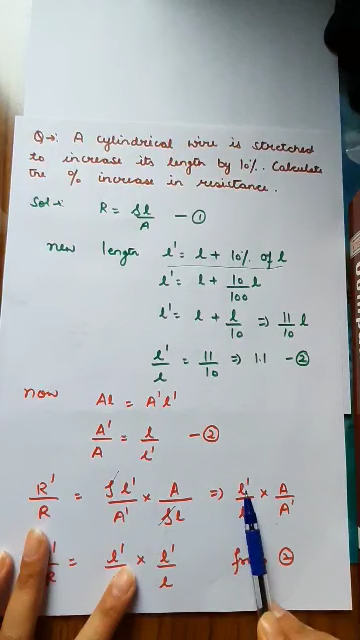 Q→: A cylindrical wire is stretched
to increase its length by 10%. Calculate
the % increase in resistance.
Sol→: R = ρl/A — ①
new length l' = l + 10% of l
l' = l + 10/100 l
l' = l + l/10 => 11/10 l
l'/l = 11/10 => 1.1 — ②
Now Al = A'l'
A'/A = l/l' — ②
R'/R = ρl'/A' × A/ρl => l'/l × A/A'
R'/R = l'/ × l'/l ②